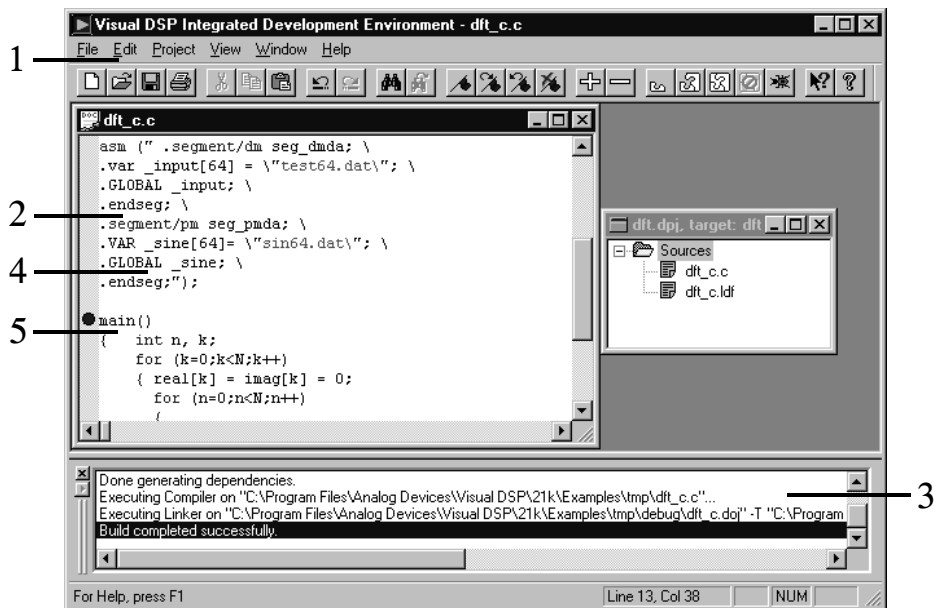 Visual DSP Integrated Development Environment - dft_c.c
File Edit Project View Window Help
1
dft_c.c
asm (" .segment/dm seg_dmda; \
.var _input[64] = \"test64.dat\"; \
.GLOBAL _input; \
.endseg; \
.segment/pm seg_pmda; \
.VAR _sine[64]= \"sin64.dat\"; \
.GLOBAL _sine; \
.endseg;");
main()
{ int n, k;
for (k=0;k<N;k++)
{ real[k] = imag[k] = 0;
for (n=0;n<N;n++)
{
2
4
5
dft.dpj, target: dft
Sources
dft_c.c
dft_c.ldf
Done generating dependencies.
Executing Compiler on "C:\Program Files\Analog Devices\Visual DSP\21k\Examples\tmp\dft_c.c"...
Executing Linker on "C:\Program Files\Analog Devices\Visual DSP\21k\Examples\tmp\debug\dft_c.doj" -T "C:\Program
Build completed successfully.
3
For Help, press F1
Line 13, Col 38
NUM